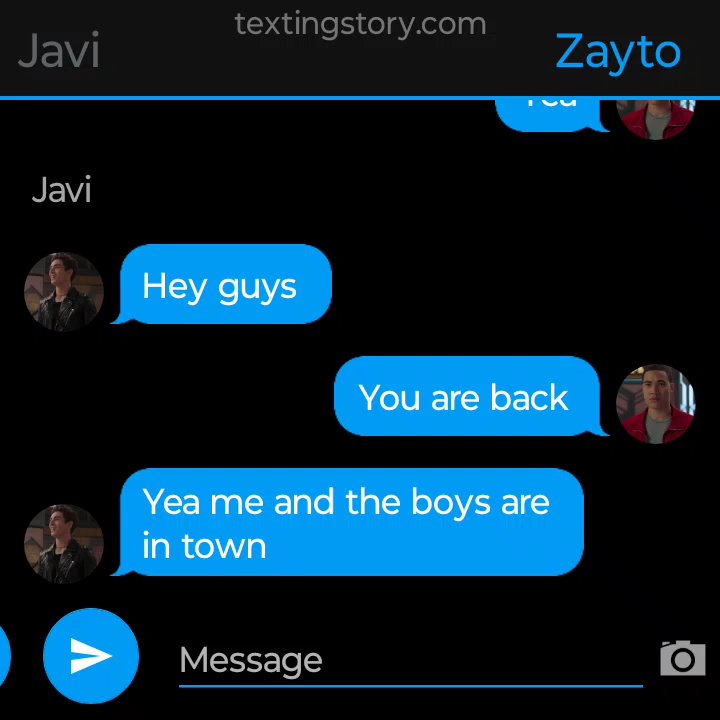 textingstory.com
Javi
Zayto
Javi
Hey guys
You are back
Yea me and the boys are
in town
Message